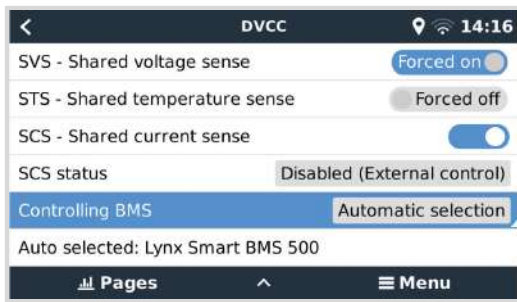 DVCC 14:16
SVS - Shared voltage sense Forced on
STS - Shared temperature sense Forced off
SCS - Shared current sense
SCS status Disabled (External control)
Controlling BMS Automatic selection
Auto selected: Lynx Smart BMS 500
Pages Menu